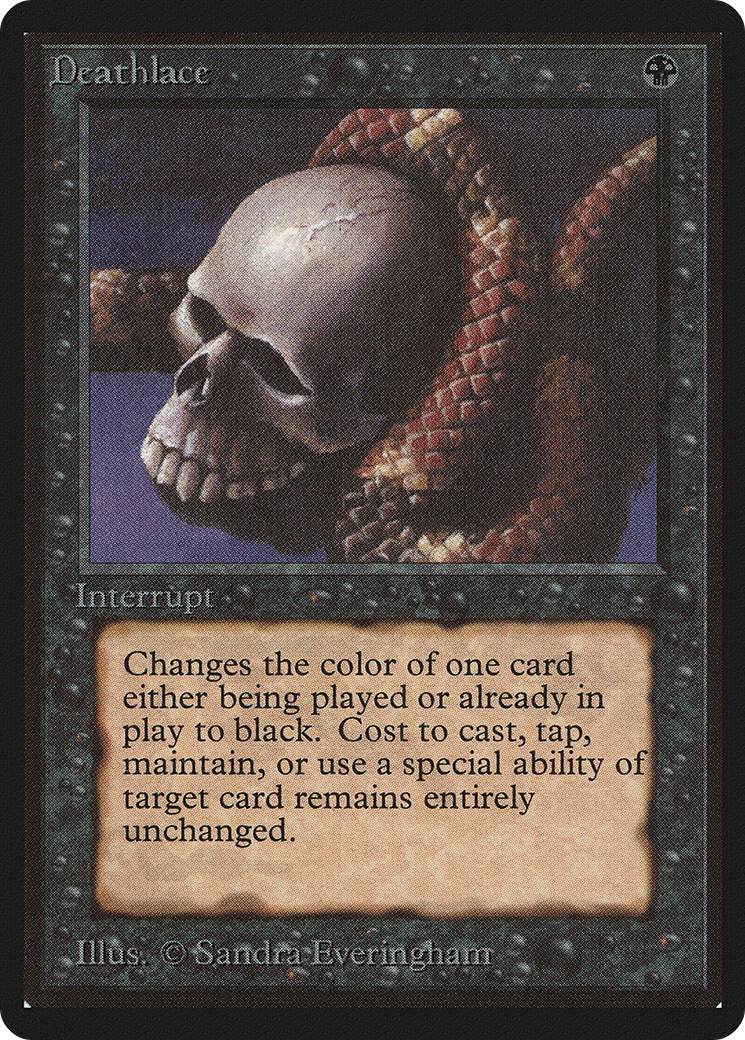 Deathlace
Interrupt
Changes the color of one card
either being played or already in
play to black. Cost to cast, tap,
maintain, or use a special ability of
target card remains entirely
unchanged.
Illus. © Sandra Everingham